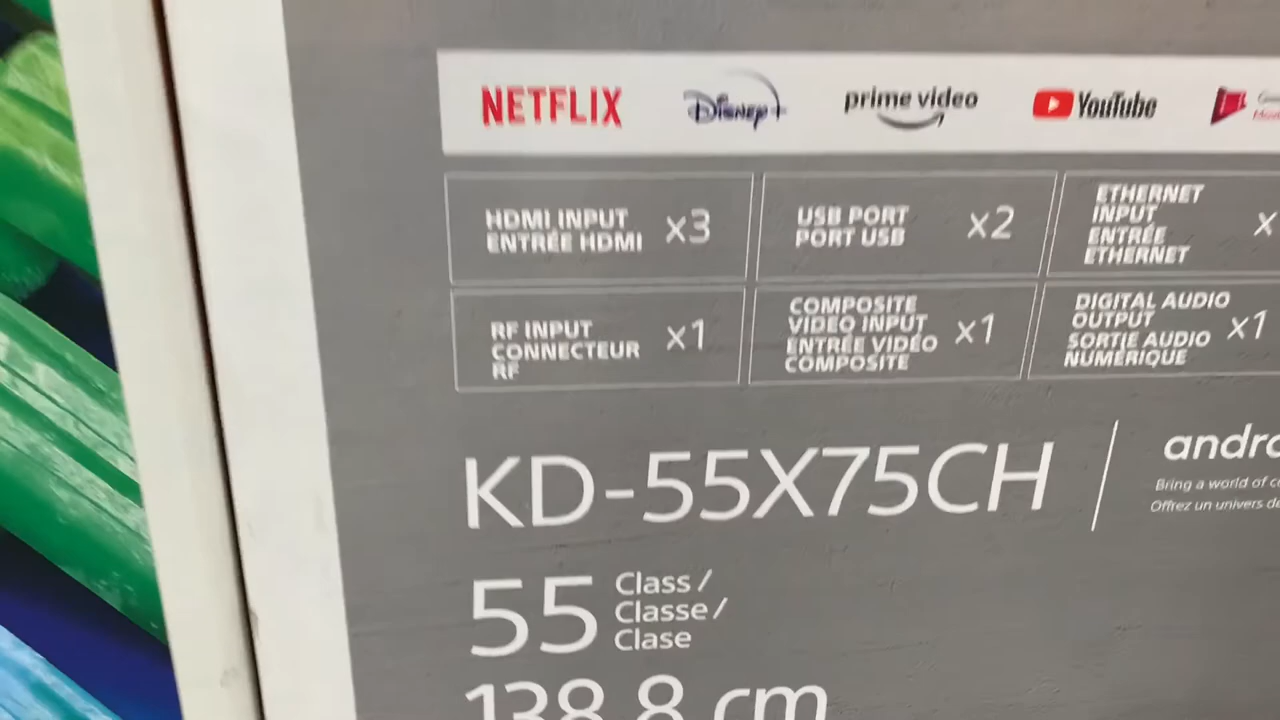 NETFLIX
Disney+
prime video
YouTube
HDMI INPUT
ENTRÉE HDMI
x3
USB PORT
PORT USB
x2
ETHERNET
INPUT
ENTRÉE
ETHERNET
x
RF INPUT
CONNECTEUR
RF
x1
COMPOSITE
VIDEO INPUT
ENTRÉE VIDÉO
COMPOSITE
x1
DIGITAL AUDIO
OUTPUT
SORTIE AUDIO
NUMÉRIQUE
x1
KD-55X75CH
andro
Bring a world of c
Offrez un univers de
55
Class /
Classe /
Clase
138.8 cm